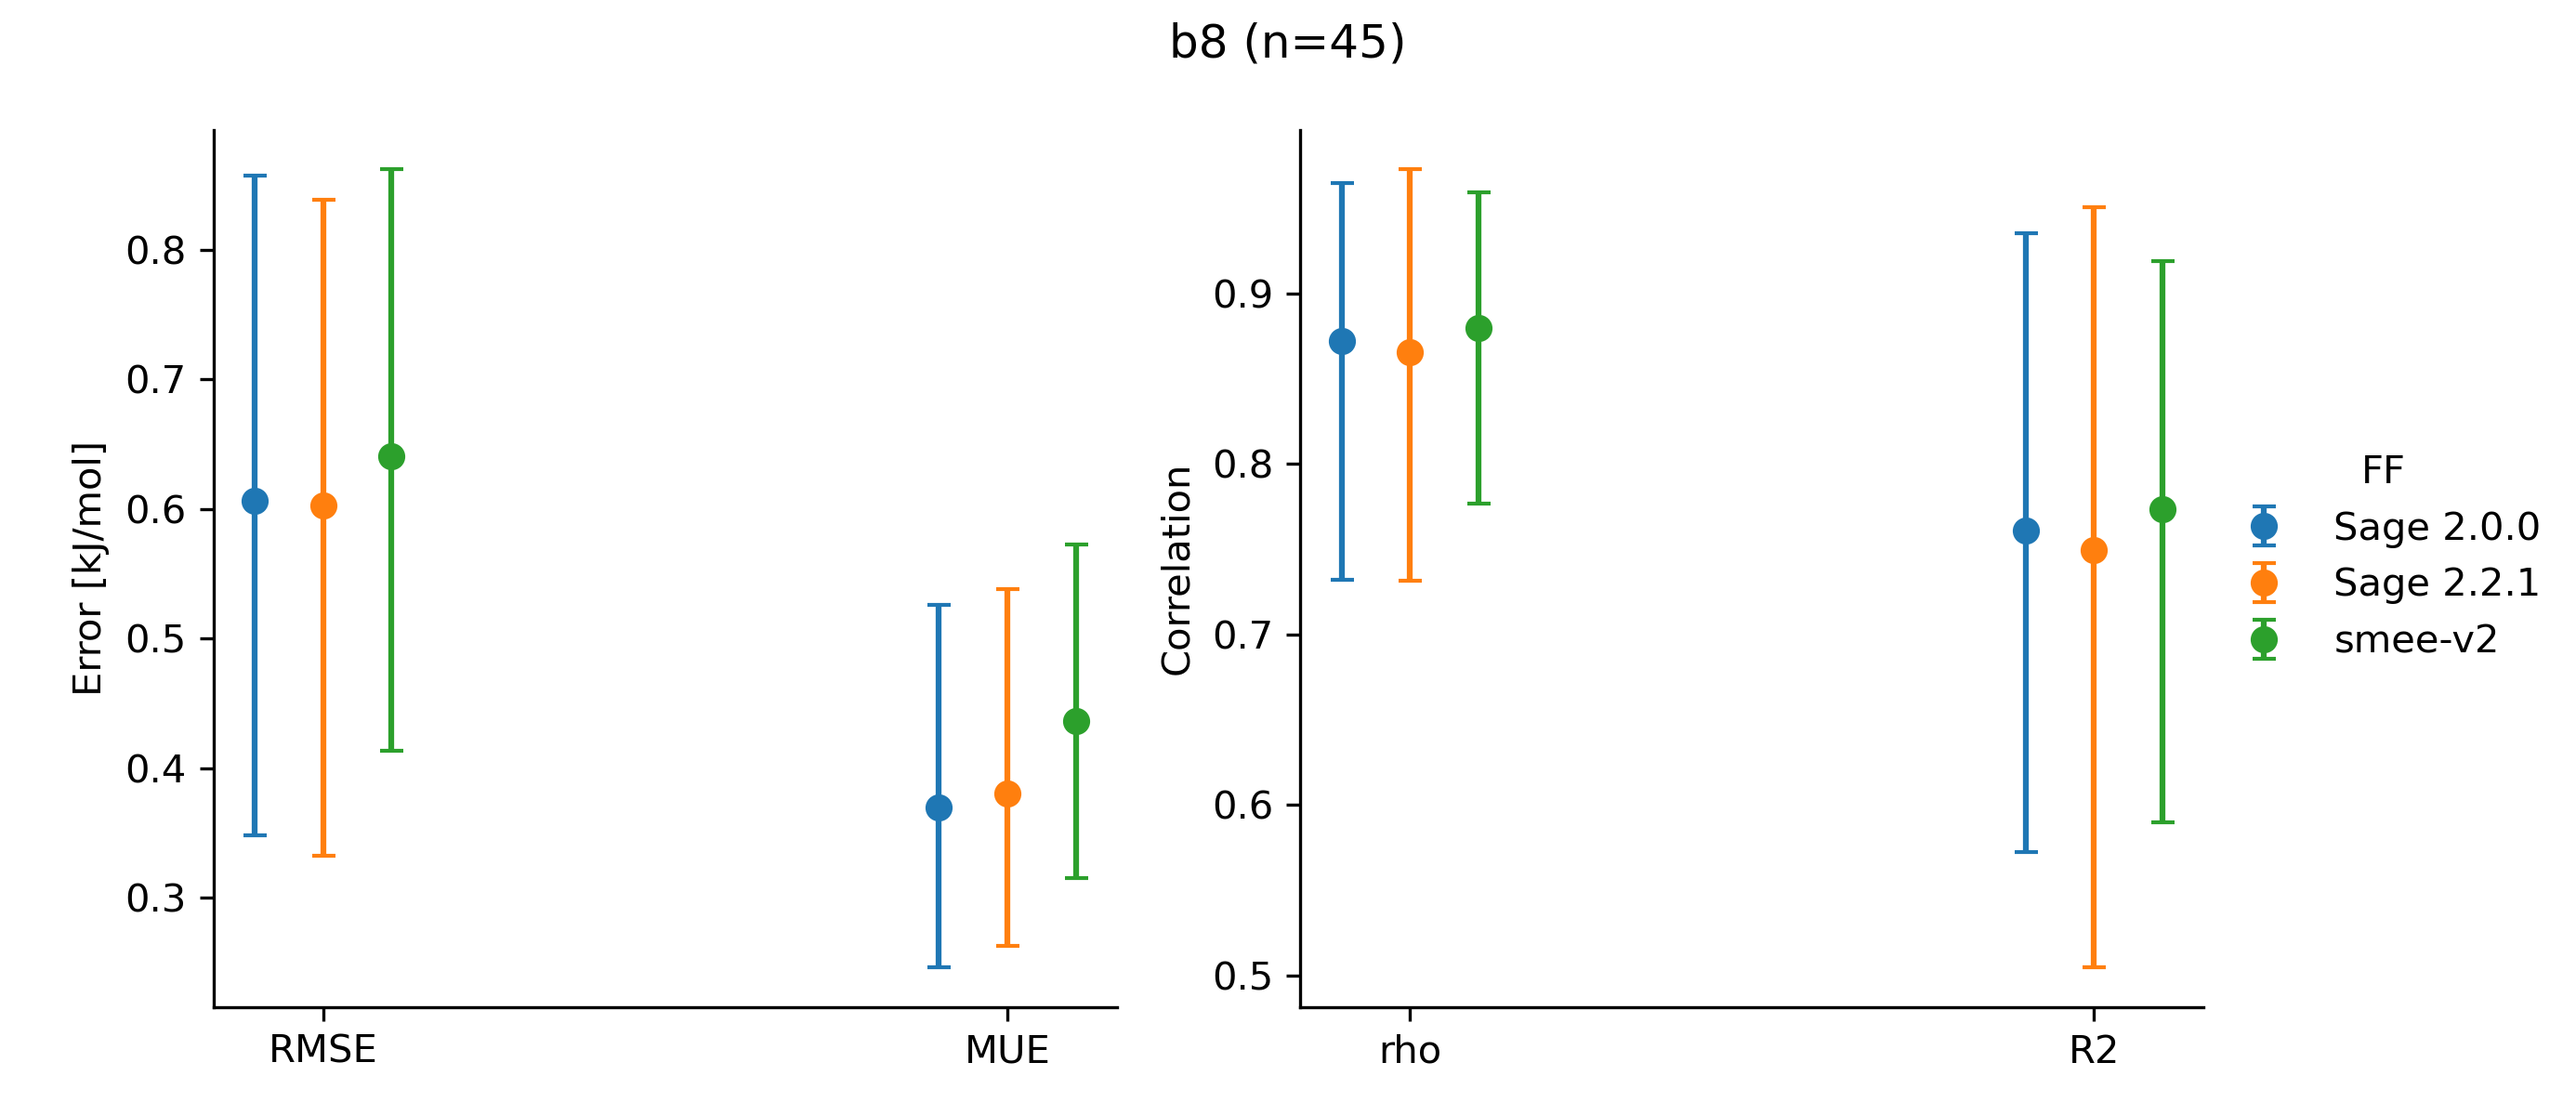 b8 (n=45)
Error [kJ/mol]
0.8
0.7
0.6
0.5
0.4
0.3
RMSE
MUE
Correlation
0.9
0.8
0.7
0.6
0.5
rho
R2
FF
Sage 2.0.0
Sage 2.2.1
smee-v2